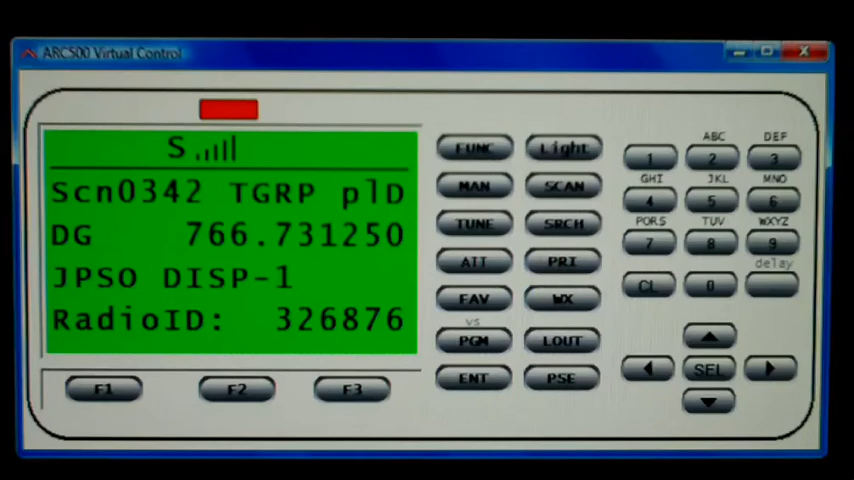 ARC500 Virtual Control
S
Scn0342 TGRP plD
DG 766.731250
JPSO DISP-1
RadioID: 326876
F1 F2 F3
FUNC Light
MAN SCAN
TUNE SRCH
ATT PRI
FAV WX
vs
PGM LOUT
ENT PSE
ABC DEF
1 2 3
GHI JKL MNO
4 5 6
PQRS TUV WXYZ
7 8 9
delay
CL 0
SEL